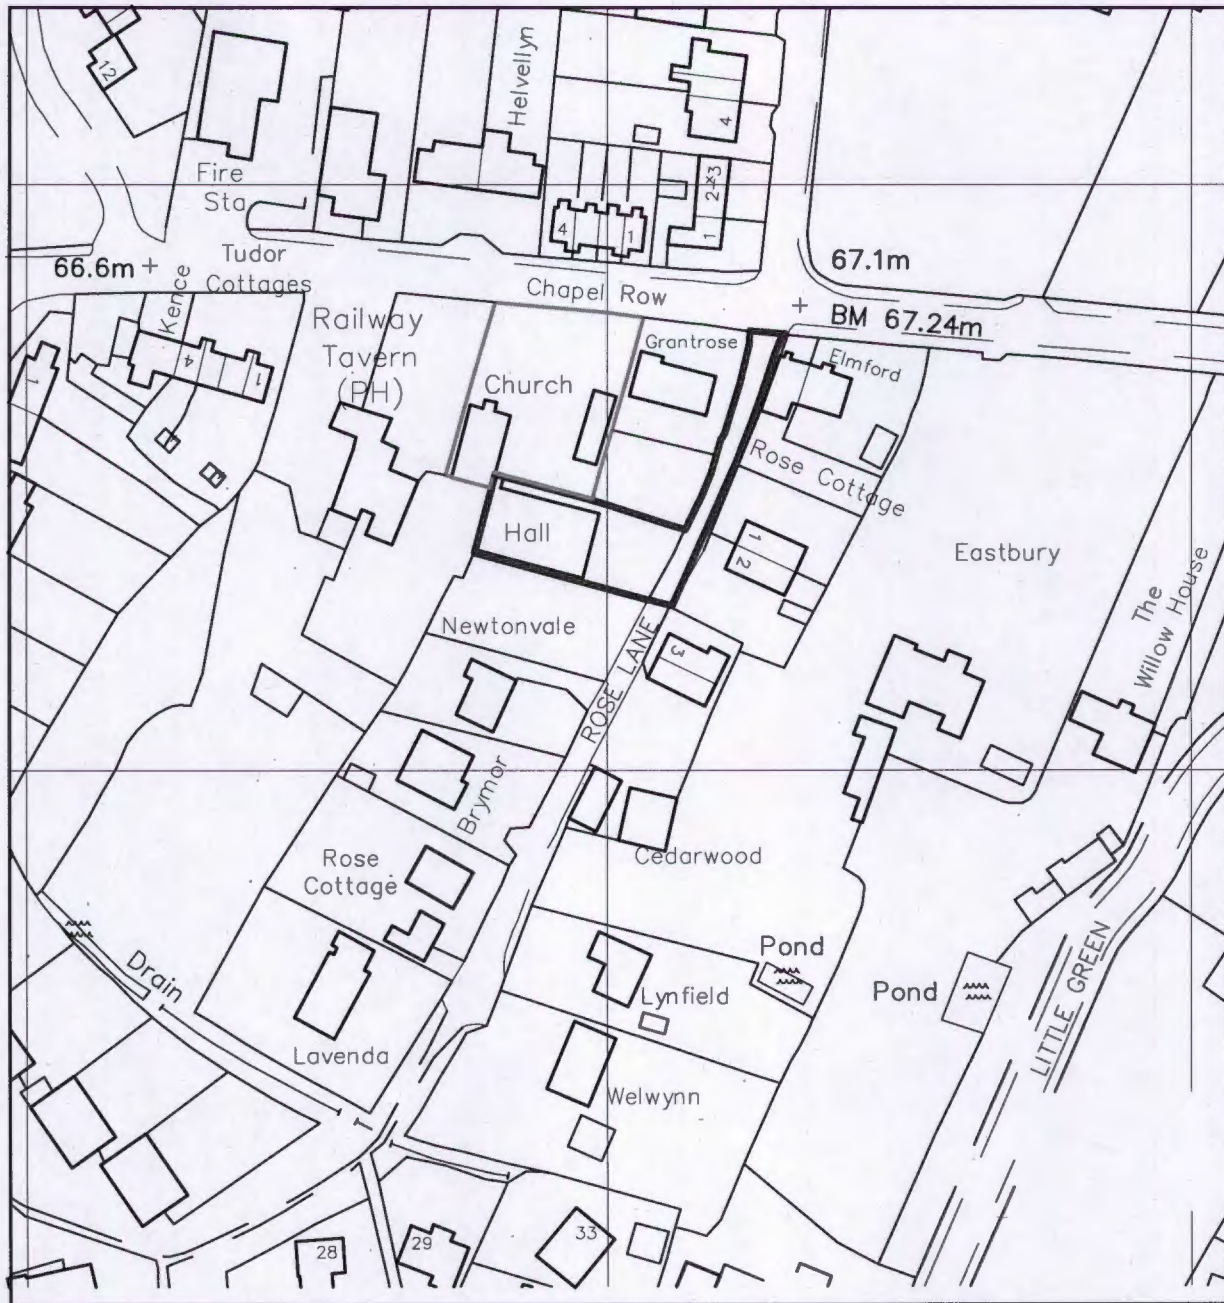 12
Helvellyn
4
Fire
Sta
2
3
1
4
1
66.6m
Tudor
Cottages
Chapel Row
67.1m
BM 67.24m
Kenece
4
1
1
Railway
Tavern
(PH)
Church
Grantrose
Elmford
Rose Cottage
Hall
1
2
Eastbury
The
Willow House
Newtonvale
ROSE LANE
3
Brymor
Rose
Cottage
Cedarwood
Drain
Pond
Pond
Lynfield
Lavenda
LITTLE GREEN
Welwynn
28
29
33